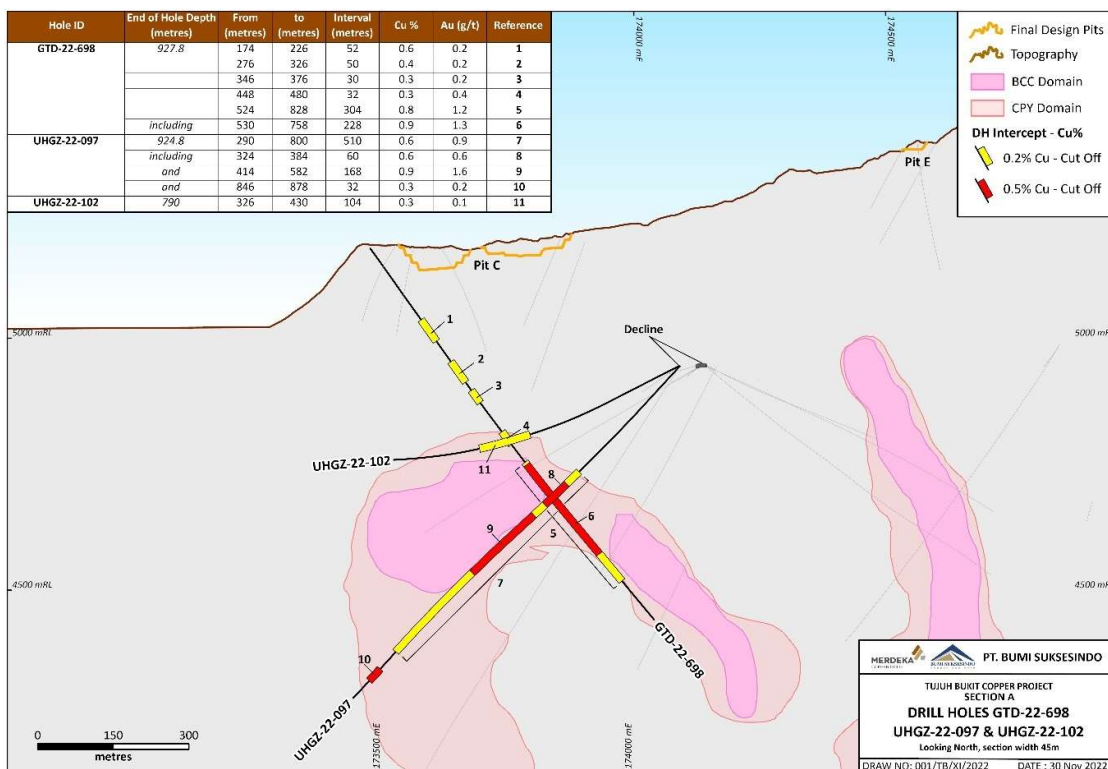 Hole ID End of Hole Depth (metres) From (metres) to (metres) Interval (metres) Cu % Au (g/t) Reference
GTD-22-698 927.8 174 226 52 0.6 0.2 1
276 326 50 0.4 0.2 2
346 376 30 0.3 0.2 3
448 480 32 0.3 0.4 4
524 828 304 0.8 1.2 5
including 530 758 228 0.9 1.3 6
UHGZ-22-097 924.8 290 800 510 0.6 0.9 7
including 324 384 60 0.6 0.6 8
and 414 582 168 0.9 1.6 9
and 846 878 32 0.3 0.2 10
UHGZ-22-102 790 326 430 104 0.3 0.1 11
174000 mE
174500 mE
Final Design Pits
Topography
BCC Domain
CPY Domain
DH Intercept - Cu%
0.2% Cu - Cut Off
0.5% Cu - Cut Off
Pit E
Pit C
5000 mRL
5000 mRL
Decline
1
2
3
4
11
UHGZ-22-102
8
6
9
5
7
4500 mRL
4500 mRL
10
GTD-22-698
UHGZ-22-097
173500 mE
174000 mE
0 150 300
metres
MERDEKA
BUMI SUKSESINDO
PT. BUMI SUKSESINDO
TUJUH BUKIT COPPER PROJECT
SECTION A
DRILL HOLES GTD-22-698
UHGZ-22-097 & UHGZ-22-102
Looking North, section width 45m
DRAW NO: 001/TB/XI/2022 DATE : 30 Nov 2022